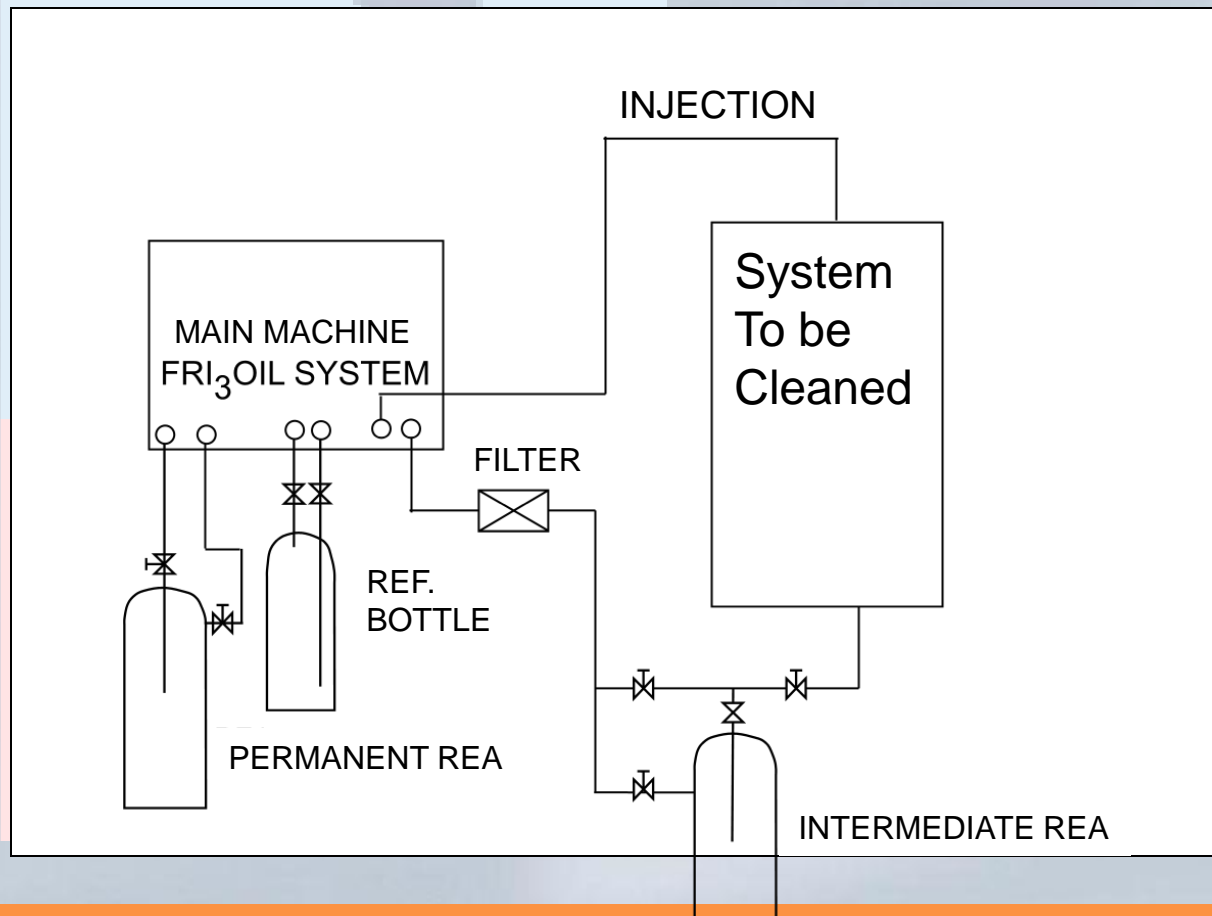 INJECTION
System
To be
Cleaned
MAIN MACHINE
FRI3OIL SYSTEM
FILTER
REF.
BOTTLE
PERMANENT REA
INTERMEDIATE REA